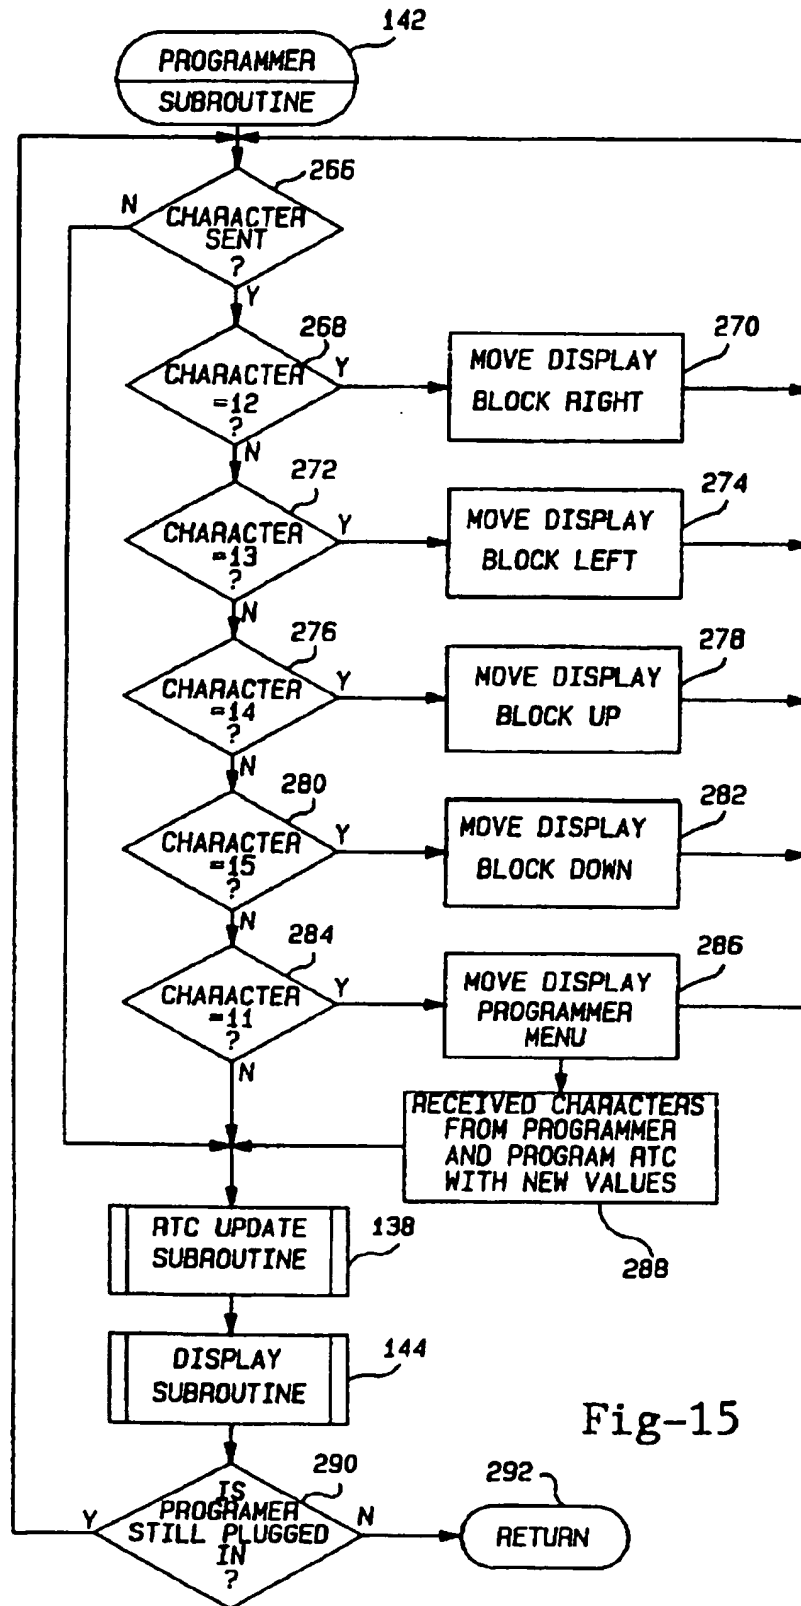 142
PROGRAMMER
SUBROUTINE
266
N
CHARACTER
SENT
?
Y
268
CHARACTER
=12
?
Y
N
MOVE DISPLAY
BLOCK RIGHT
270
272
CHARACTER
=13
?
Y
N
MOVE DISPLAY
BLOCK LEFT
274
276
CHARACTER
=14
?
Y
N
MOVE DISPLAY
BLOCK UP
278
280
CHARACTER
=15
?
Y
N
MOVE DISPLAY
BLOCK DOWN
282
284
CHARACTER
=11
?
Y
N
MOVE DISPLAY
PROGRAMMER
MENU
286
RECEIVED CHARACTERS
FROM PROGRAMMER
AND PROGRAM RTC
WITH NEW VALUES
288
RTC UPDATE
SUBROUTINE
138
DISPLAY
SUBROUTINE
144
Fig-15
290
IS
PROGRAMER
STILL PLUGGED
IN
?
Y
N
292
RETURN